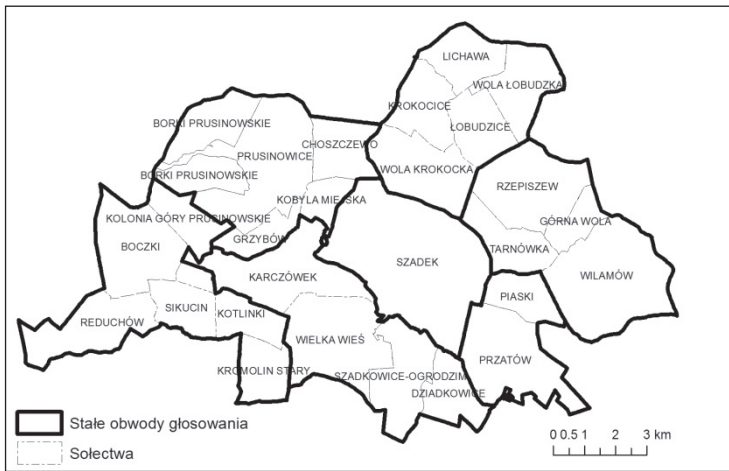 LICHAWA
WOLA ŁOBUDZKA
KROKOCICE
BORKI PRUSINOWSKIE
ŁOBUDZICE
CHOSZCZEWO
PRUSINOWICE
WOLA KROKOCKA
BORKI PRUSINOWSKIE
RZEPISZEW
KOBYLA MIEJSKA
KOLONIA GÓRY PRUSINOWSKIE
GÓRNA WOLA
GRZYBÓW
BOCZKI
TARNÓWKA
SZADEK
KARCZÓWEK
WILAMÓW
PIASKI
SIKUCIN
KOTLINKI
REDUCHÓW
WIELKA WIEŚ
PRZATÓW
KROMOLIN STARY
SZADKOWICE-OGRODZIM
DZIADKOWICE
Stałe obwody głosowania
Sołectwa
0 0.5 1 2 3 km